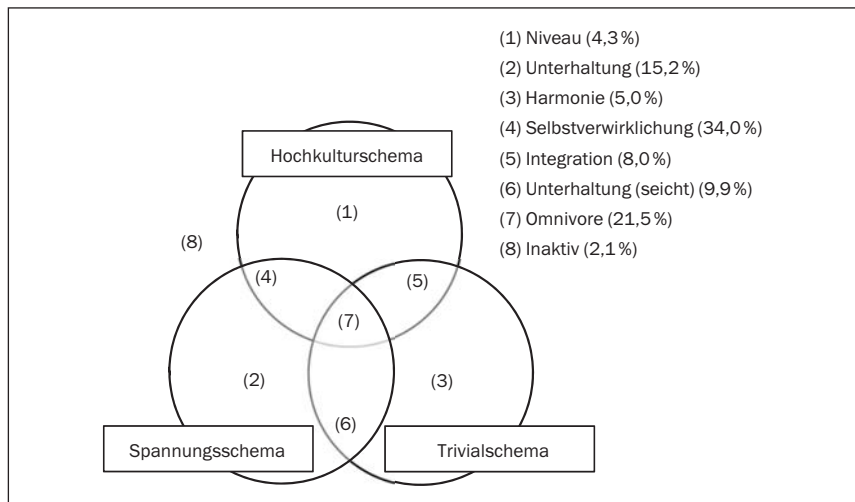 (1) Niveau (4,3 %)
(2) Unterhaltung (15,2 %)
(3) Harmonie (5,0 %)
(4) Selbstverwirklichung (34,0 %)
(5) Integration (8,0 %)
(6) Unterhaltung (seicht) (9,9 %)
(7) Omnivore (21,5 %)
(8) Inaktiv (2,1 %)
Hochkulturschema
(1)
(8)
(4)
(5)
(7)
(2)
(3)
(6)
Spannungsschema
Trivialschema